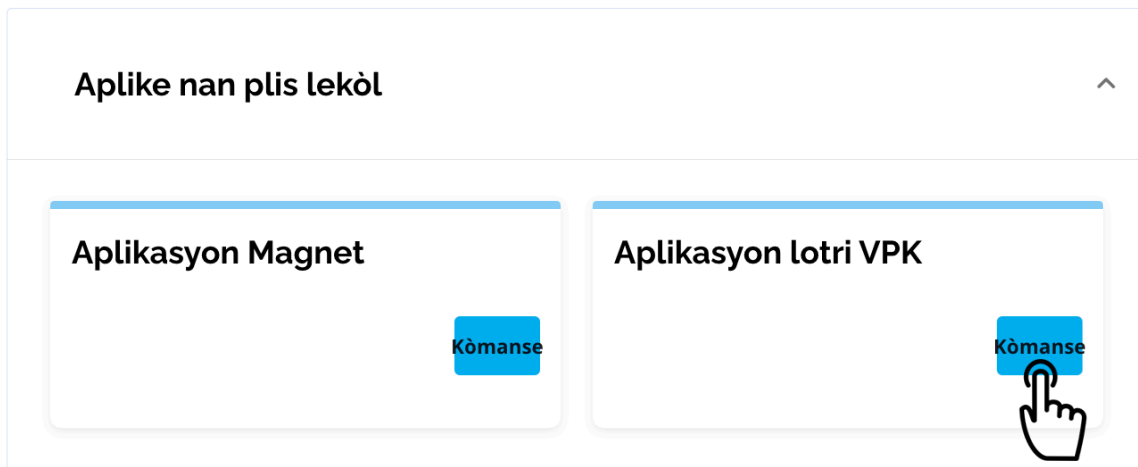 Aplike nan plis lekòl
Aplikasyon Magnet
Kòmanse
Aplikasyon lotri VPK
Kòmanse